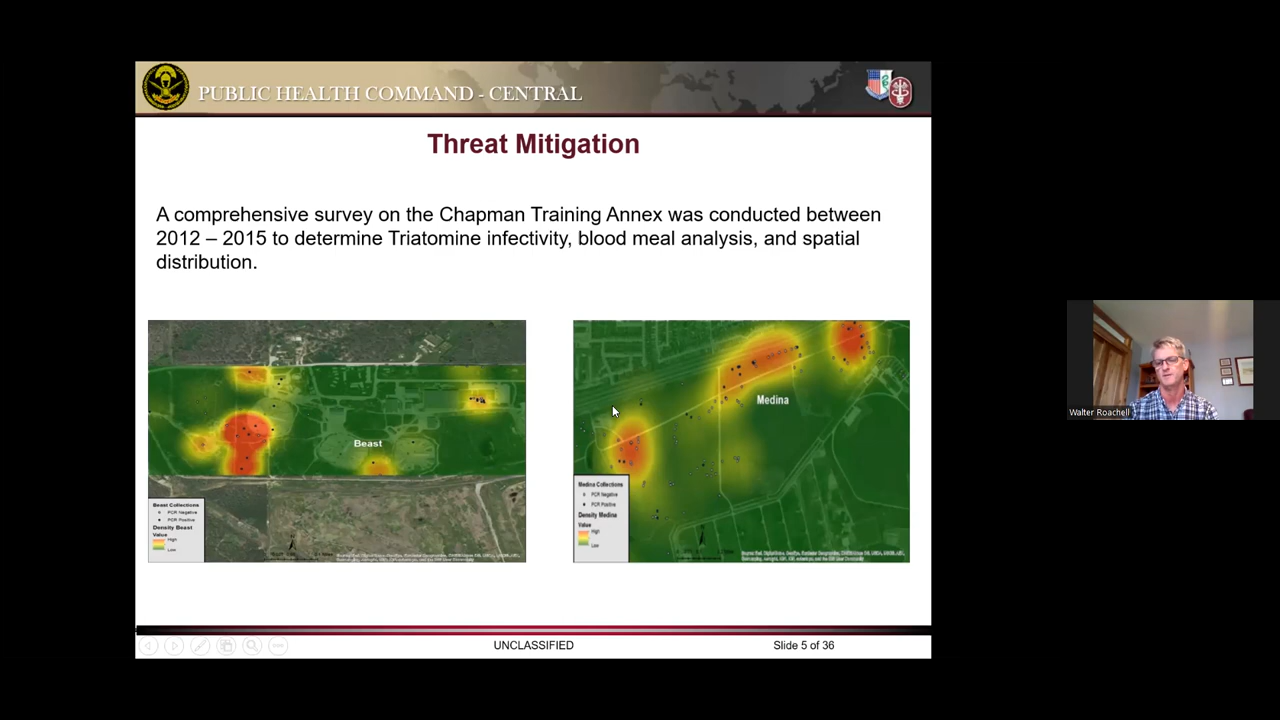 PUBLIC HEALTH COMMAND - CENTRAL
Threat Mitigation
A comprehensive survey on the Chapman Training Annex was conducted between
2012 – 2015 to determine Triatomine infectivity, blood meal analysis, and spatial
distribution.
Beast
Beast Collections
PCR Negative
PCR Positive
Density Beast
Value
High
Low
Medina
Medina Collections
PCR Negative
PCR Positive
Density Medina
Value
High
Low
Walter Roachell
UNCLASSIFIED
Slide 5 of 36